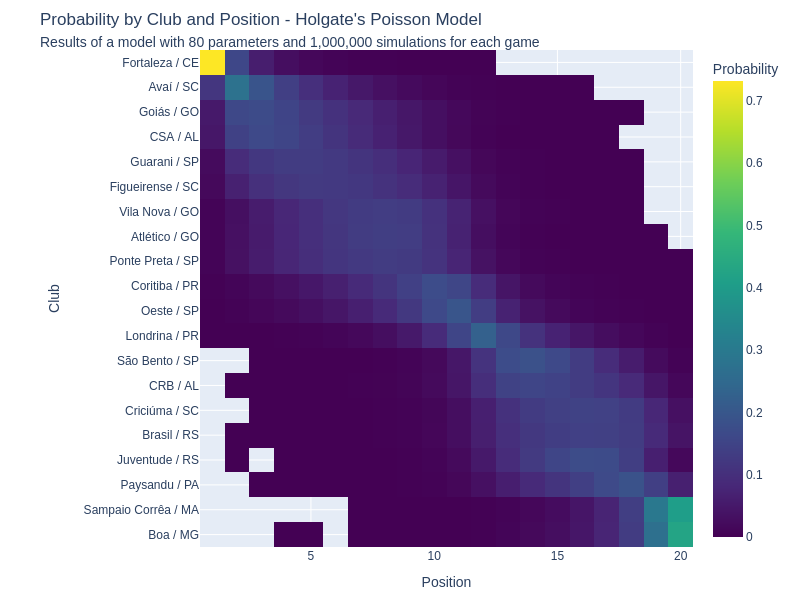 Probability by Club and Position - Holgate's Poisson Model
Results of a model with 80 parameters and 1,000,000 simulations for each game
Probability
Club
Fortaleza / CE
Avaí / SC
Goiás / GO
CSA / AL
Guarani / SP
Figueirense / SC
Vila Nova / GO
Atlético / GO
Ponte Preta / SP
Coritiba / PR
Oeste / SP
Londrina / PR
São Bento / SP
CRB / AL
Criciúma / SC
Brasil / RS
Juventude / RS
Paysandu / PA
Sampaio Corrêa / MA
Boa / MG
0.7
0.6
0.5
0.4
0.3
0.2
0.1
0
5
10
15
20
Position